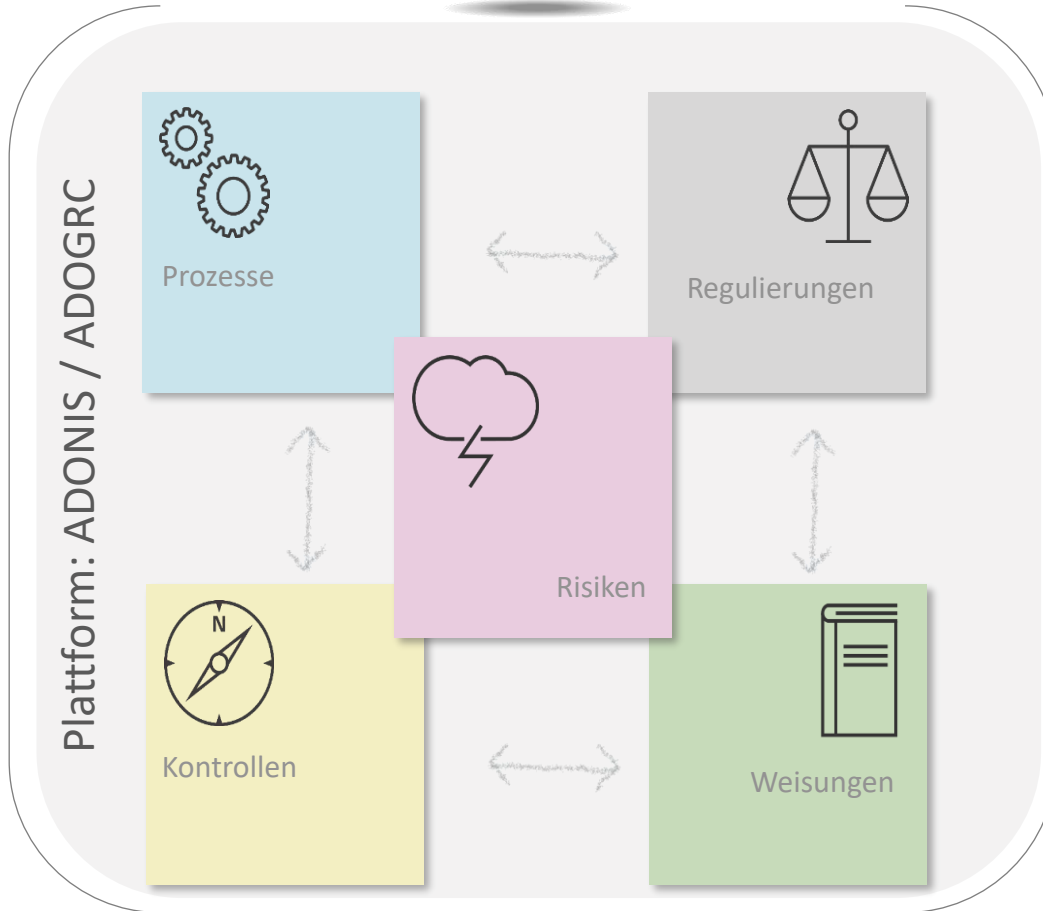 Plattform: ADONIS / ADOGRC
Prozesse
Regulierungen
Risiken
N
Kontrollen
Weisungen